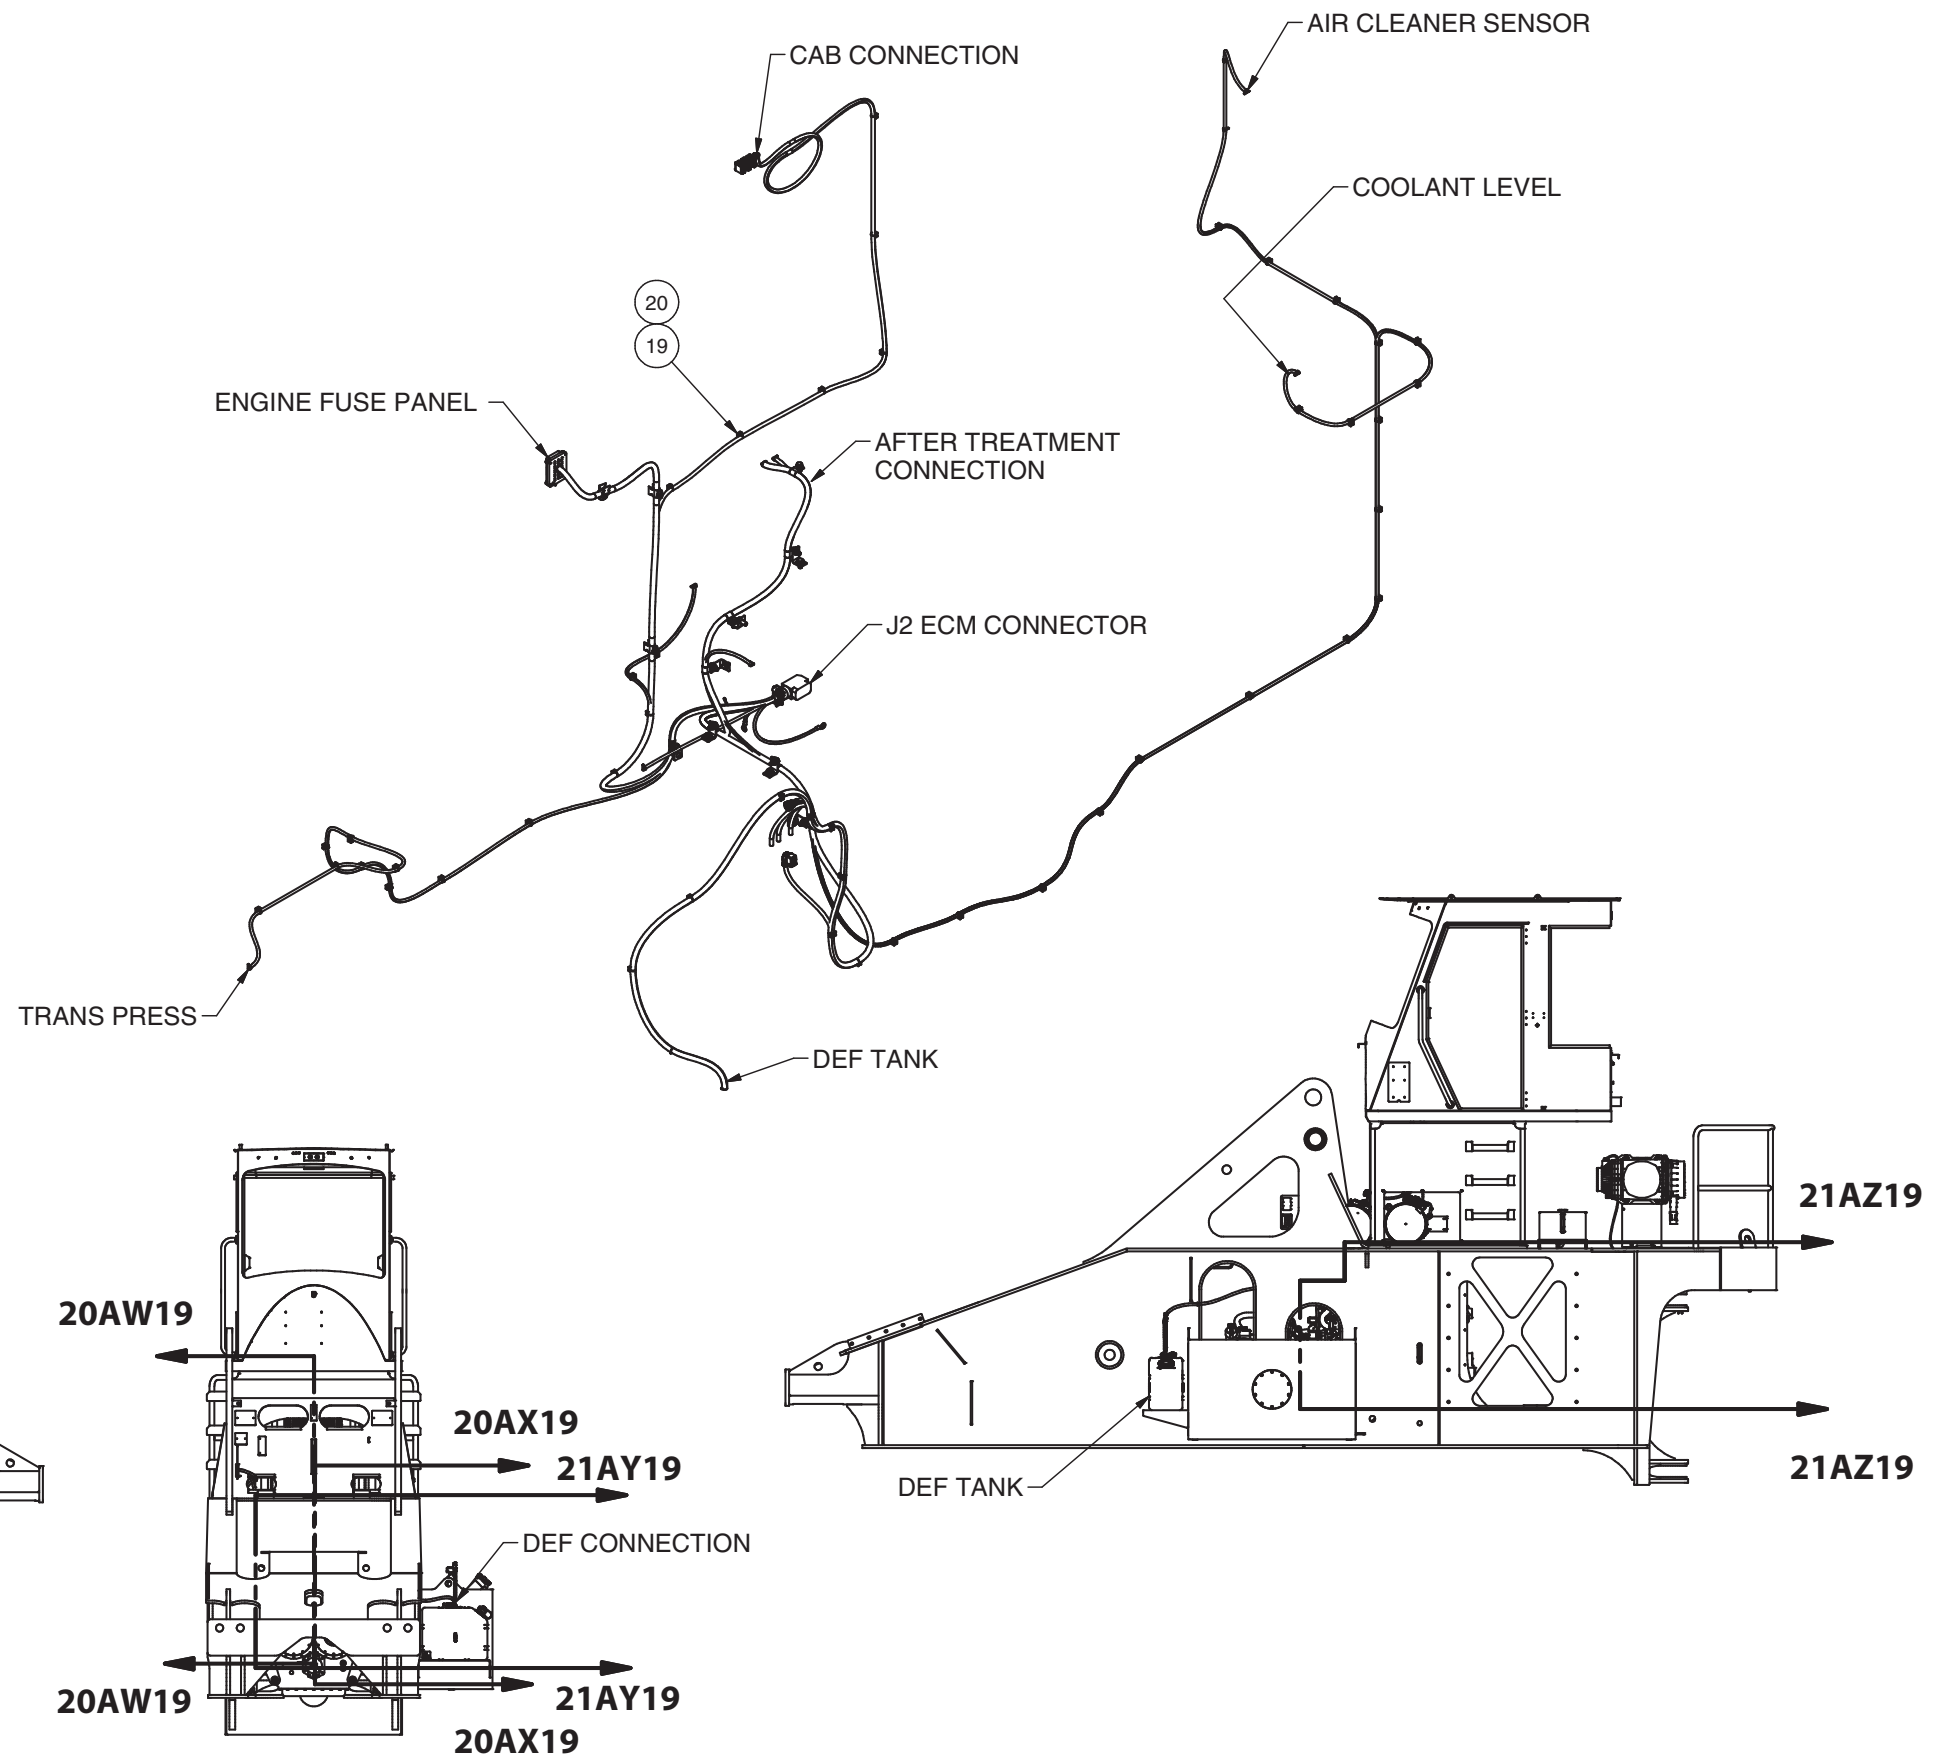 AIR CLEANER SENSOR
CAB CONNECTION
COOLANT LEVEL
20
19
ENGINE FUSE PANEL
AFTER TREATMENT
CONNECTION
J2 ECM CONNECTOR
TRANS PRESS
DEF TANK
21AZ19
20AW19
20AX19
21AY19
21AZ19
DEF TANK
DEF CONNECTION
20AW19
21AY19
20AX19